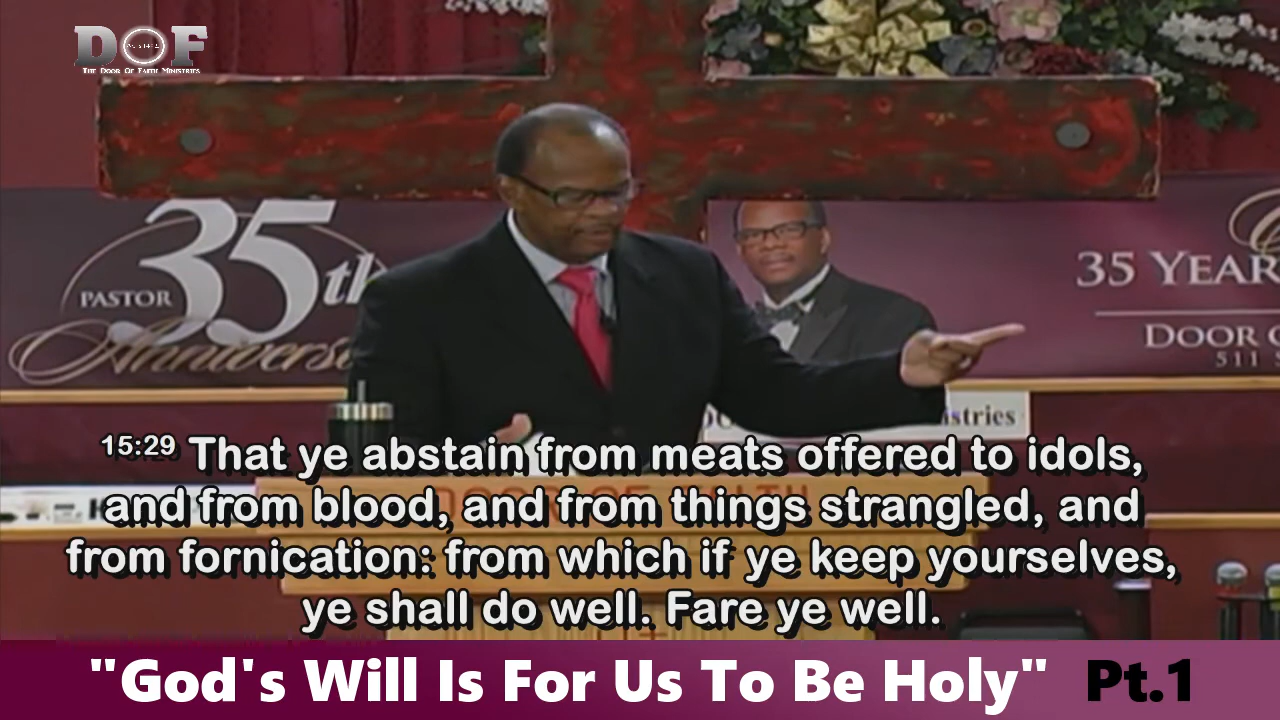 DOF
THE DOOR OF FAITH MINISTRIES
PASTOR
35th
35 YEAR
DOOR
511
istries
15:29 That ye abstain from meats offered to idols,
and from blood, and from things strangled, and
from fornication: from which if ye keep yourselves,
ye shall do well. Fare ye well.
"God's Will Is For Us To Be Holy" Pt.1